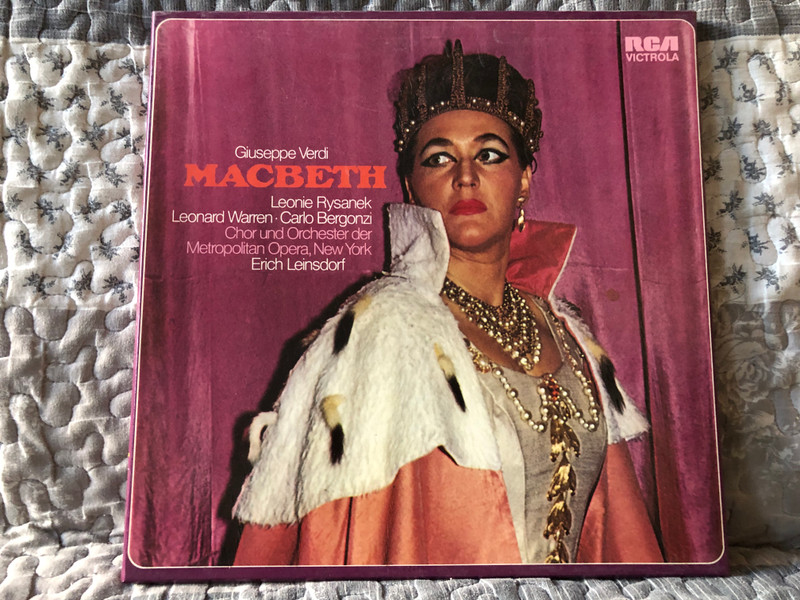 RCA
VICTROLA
Giuseppe Verdi
MACBETH
Leonie Rysanek
Leonard Warren · Carlo Bergonzi
Chor und Orchester der
Metropolitan Opera, New York
Erich Leinsdorf